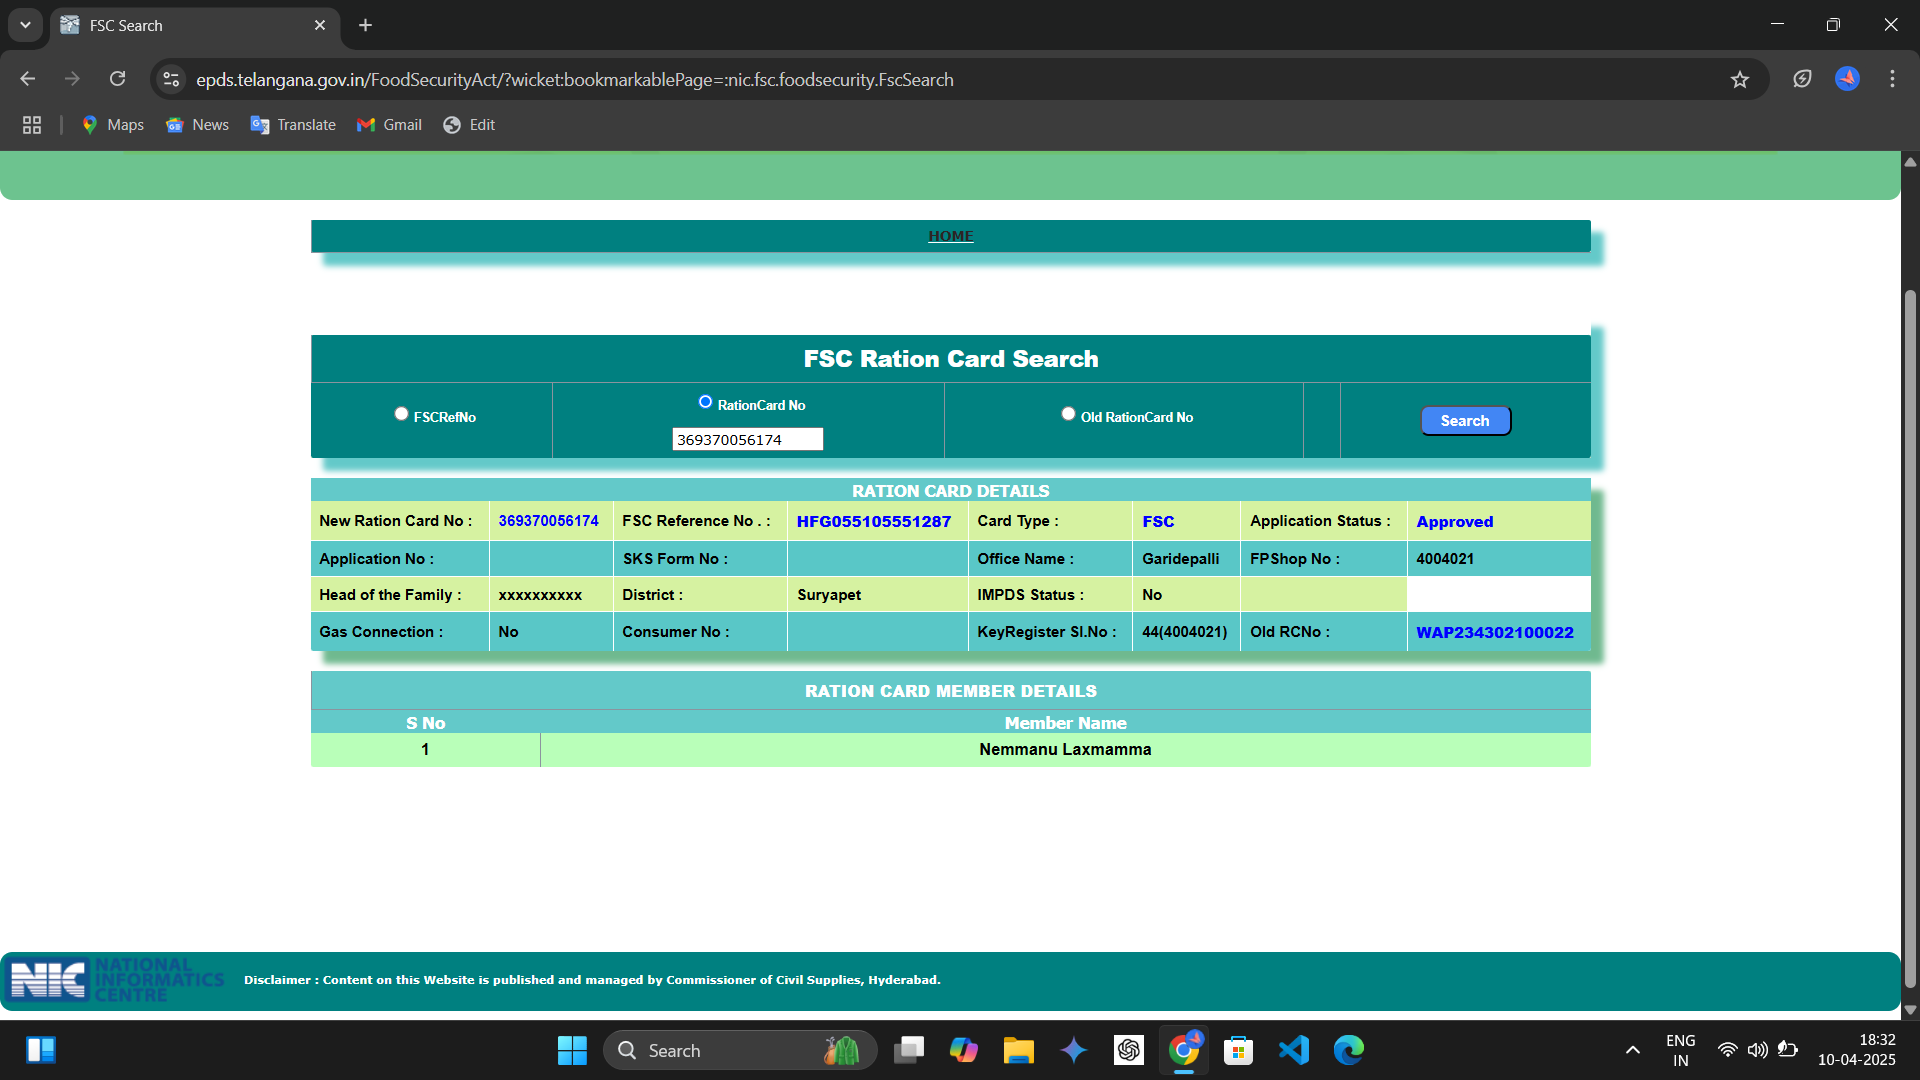 FSC Search
epds.telangana.gov.in/FoodSecurityAct/?wicket:bookmarkablePage=:nic.fsc.foodsecurity.FscSearch
Maps News Translate Gmail Edit
HOME
FSC Ration Card Search
FSCRefNo RationCard No Old RationCard No Search
369370056174
RATION CARD DETAILS
New Ration Card No : 369370056174 FSC Reference No . : HFG055105551287 Card Type : FSC Application Status : Approved
Application No : SKS Form No : Office Name : Garidepalli FPShop No : 4004021
Head of the Family : xxxxxxxxxx District : Suryapet IMPDS Status : No
Gas Connection : No Consumer No : KeyRegister Sl.No : 44(4004021) Old RCNo : WAP234302100022
RATION CARD MEMBER DETAILS
S No Member Name
1 Nemmanu Laxmamma
NIC NATIONAL INFORMATICS CENTRE
Disclaimer : Content on this Website is published and managed by Commissioner of Civil Supplies, Hyderabad.
Search
ENG
IN
18:32
10-04-2025